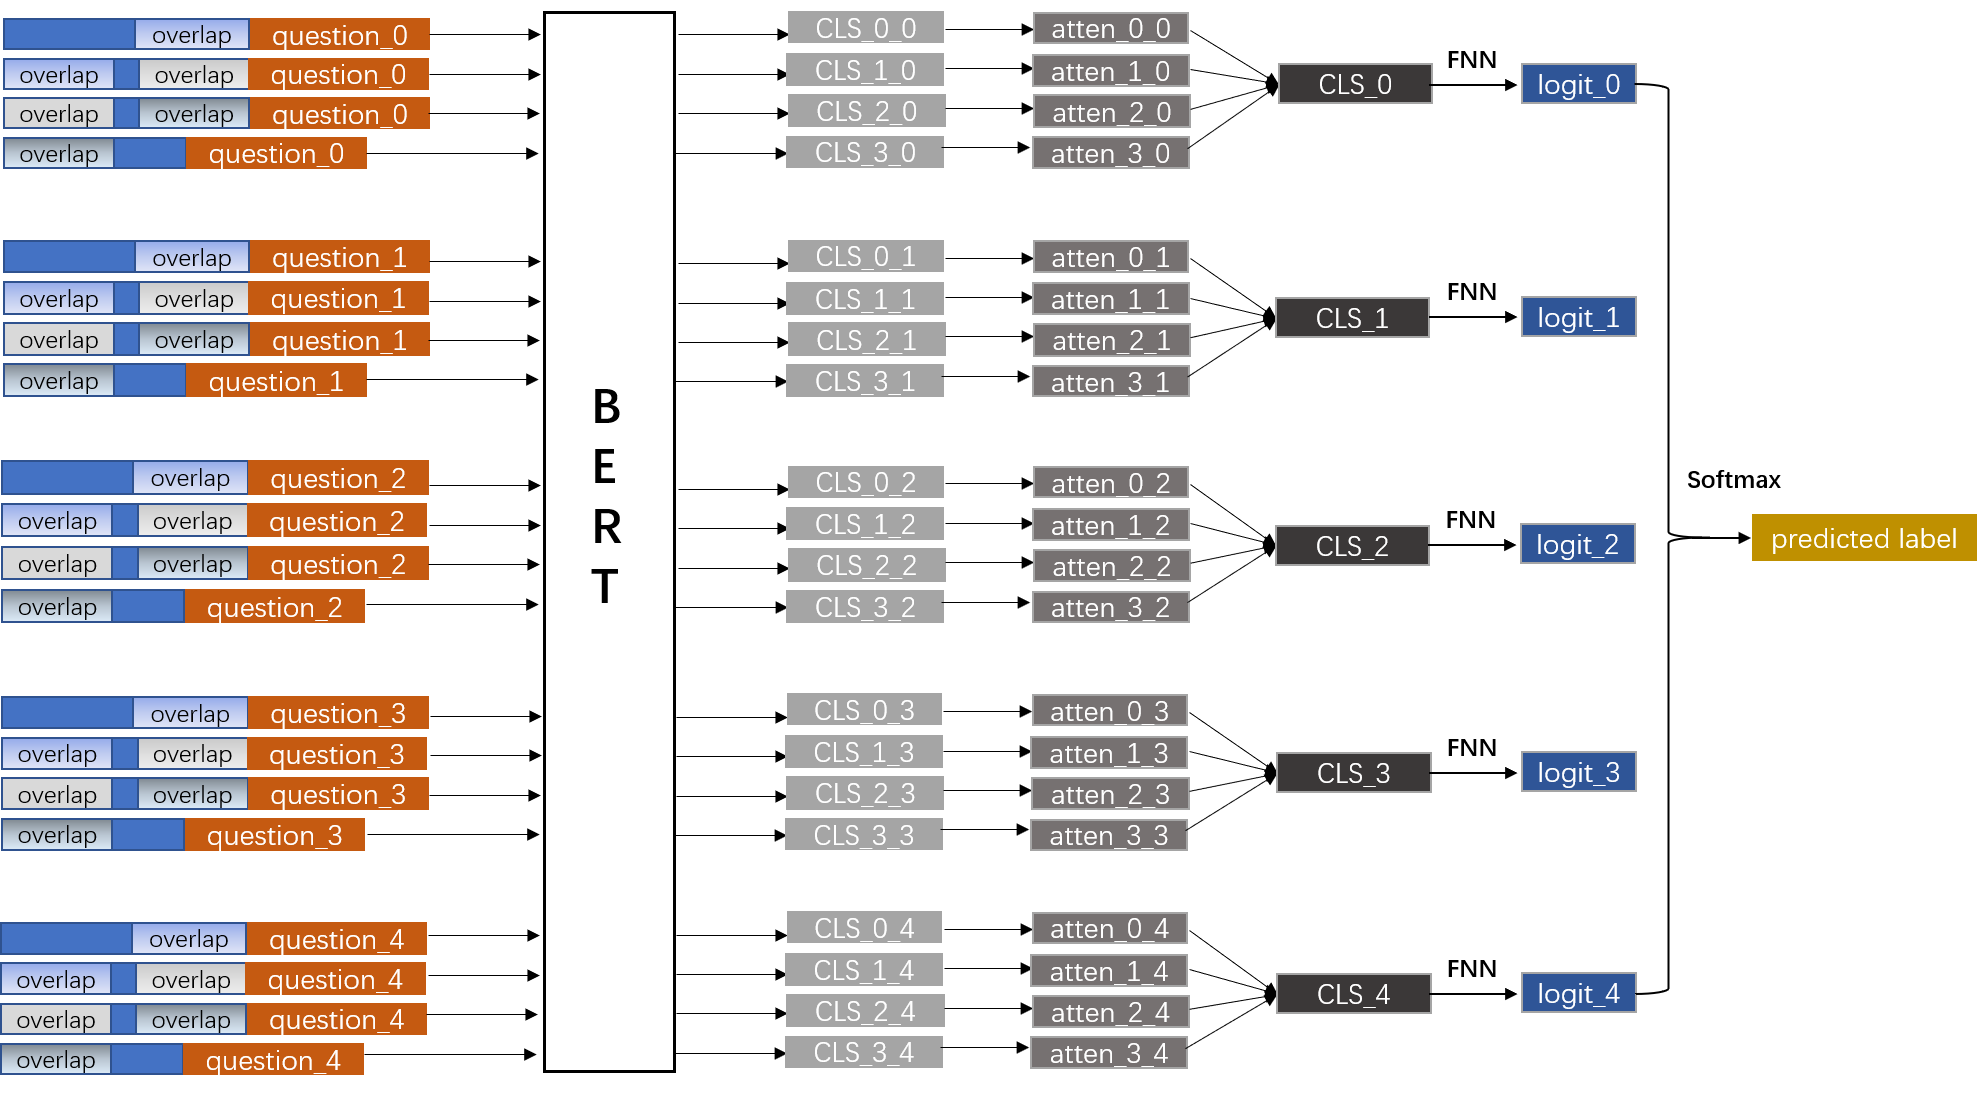 overlap question_0 CLS_0_0 atten_0_0
overlap overlap question_0 CLS_1_0 atten_1_0
overlap overlap question_0 CLS_2_0 atten_2_0
overlap question_0 CLS_3_0 atten_3_0
CLS_0 FNN logit_0
overlap question_1 CLS_0_1 atten_0_1
overlap overlap question_1 CLS_1_1 atten_1_1
overlap overlap question_1 CLS_2_1 atten_2_1
overlap question_1 CLS_3_1 atten_3_1
CLS_1 FNN logit_1
B
E
R
T
overlap question_2 CLS_0_2 atten_0_2
overlap overlap question_2 CLS_1_2 atten_1_2
overlap overlap question_2 CLS_2_2 atten_2_2
overlap question_2 CLS_3_2 atten_3_2
CLS_2 FNN logit_2
Softmax
predicted label
overlap question_3 CLS_0_3 atten_0_3
overlap overlap question_3 CLS_1_3 atten_1_3
overlap overlap question_3 CLS_2_3 atten_2_3
overlap question_3 CLS_3_3 atten_3_3
CLS_3 FNN logit_3
overlap question_4 CLS_0_4 atten_0_4
overlap overlap question_4 CLS_1_4 atten_1_4
overlap overlap question_4 CLS_2_4 atten_2_4
overlap question_4 CLS_3_4 atten_3_4
CLS_4 FNN logit_4